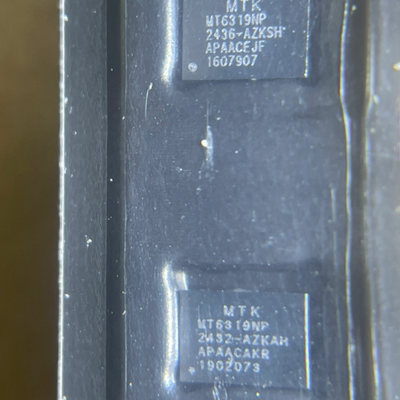 MTK
MT6319NP
2436-AZKSH
APAACEJF
1607907
MTK
MT6319NP
2432-AZKAH
APAACAKR
1902073